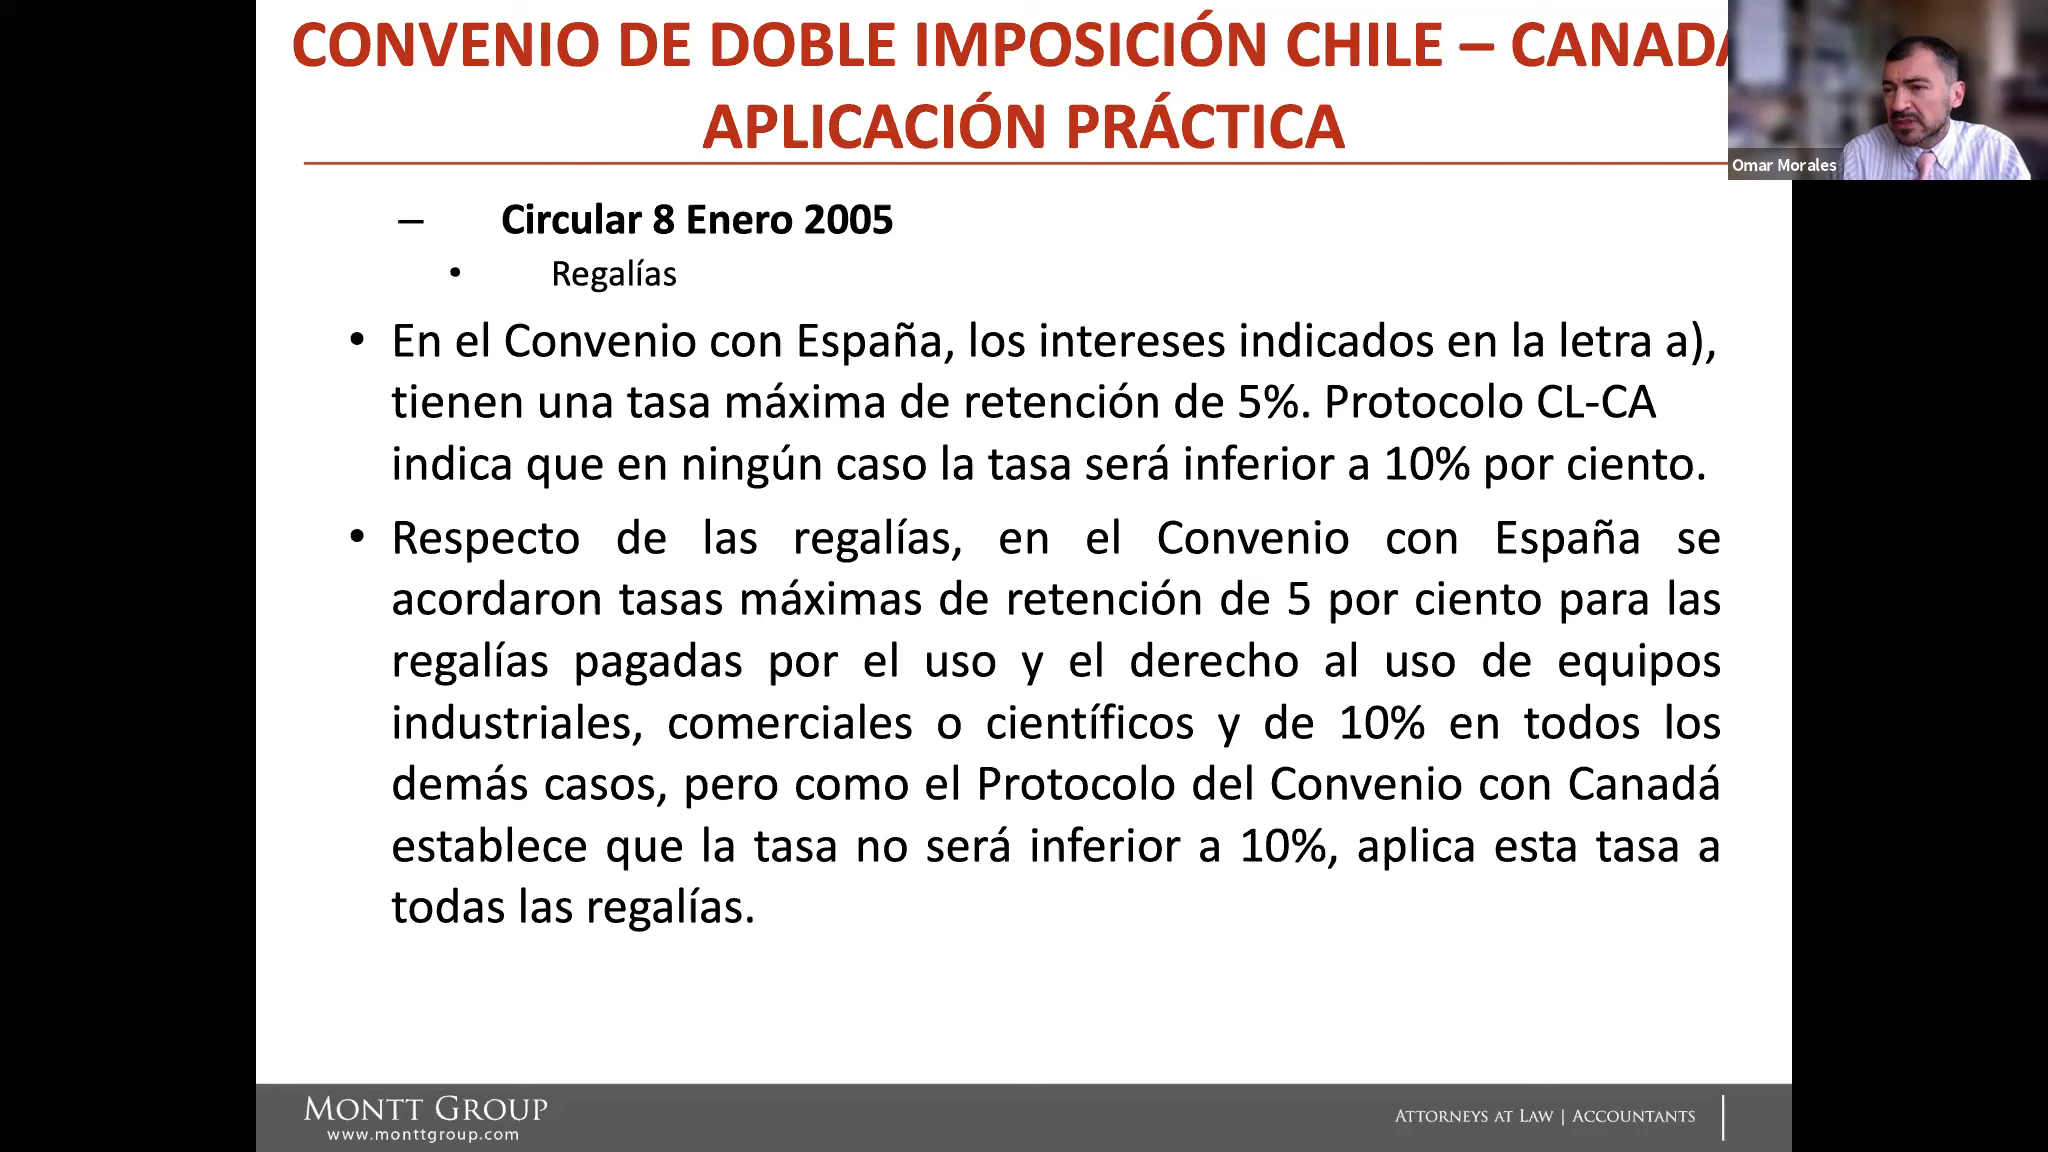 CONVENIO DE DOBLE IMPOSICIÓN CHILE – CANADA
APLICACIÓN PRÁCTICA
Omar Morales
– Circular 8 Enero 2005
• Regalías
• En el Convenio con España, los intereses indicados en la letra a),
tienen una tasa máxima de retención de 5%. Protocolo CL-CA
indica que en ningún caso la tasa será inferior a 10% por ciento.
• Respecto de las regalías, en el Convenio con España se
acordaron tasas máximas de retención de 5 por ciento para las
regalías pagadas por el uso y el derecho al uso de equipos
industriales, comerciales o científicos y de 10% en todos los
demás casos, pero como el Protocolo del Convenio con Canadá
establece que la tasa no será inferior a 10%, aplica esta tasa a
todas las regalías.
MONTT GROUP
www.monttgroup.com
ATTORNEYS AT LAW | ACCOUNTANTS